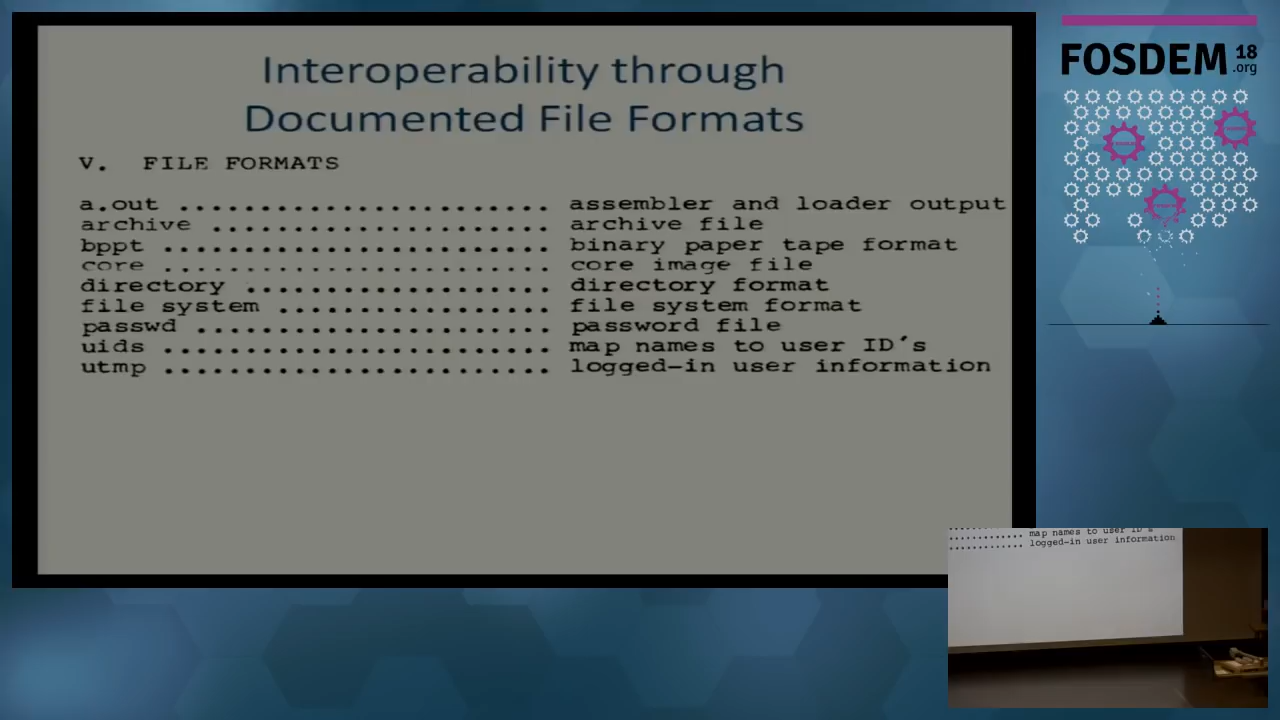 Interoperability through
Documented File Formats
V. FILE FORMATS
a.out ....................... assembler and loader output
archive ..................... archive file
bppt ........................ binary paper tape format
core ........................ core image file
directory ................... directory format
file system ................. file system format
passwd ...................... password file
uids ........................ map names to user ID's
utmp ........................ logged-in user information
FOSDEM 18
.org
............. map names to user ID's
............. logged-in user information